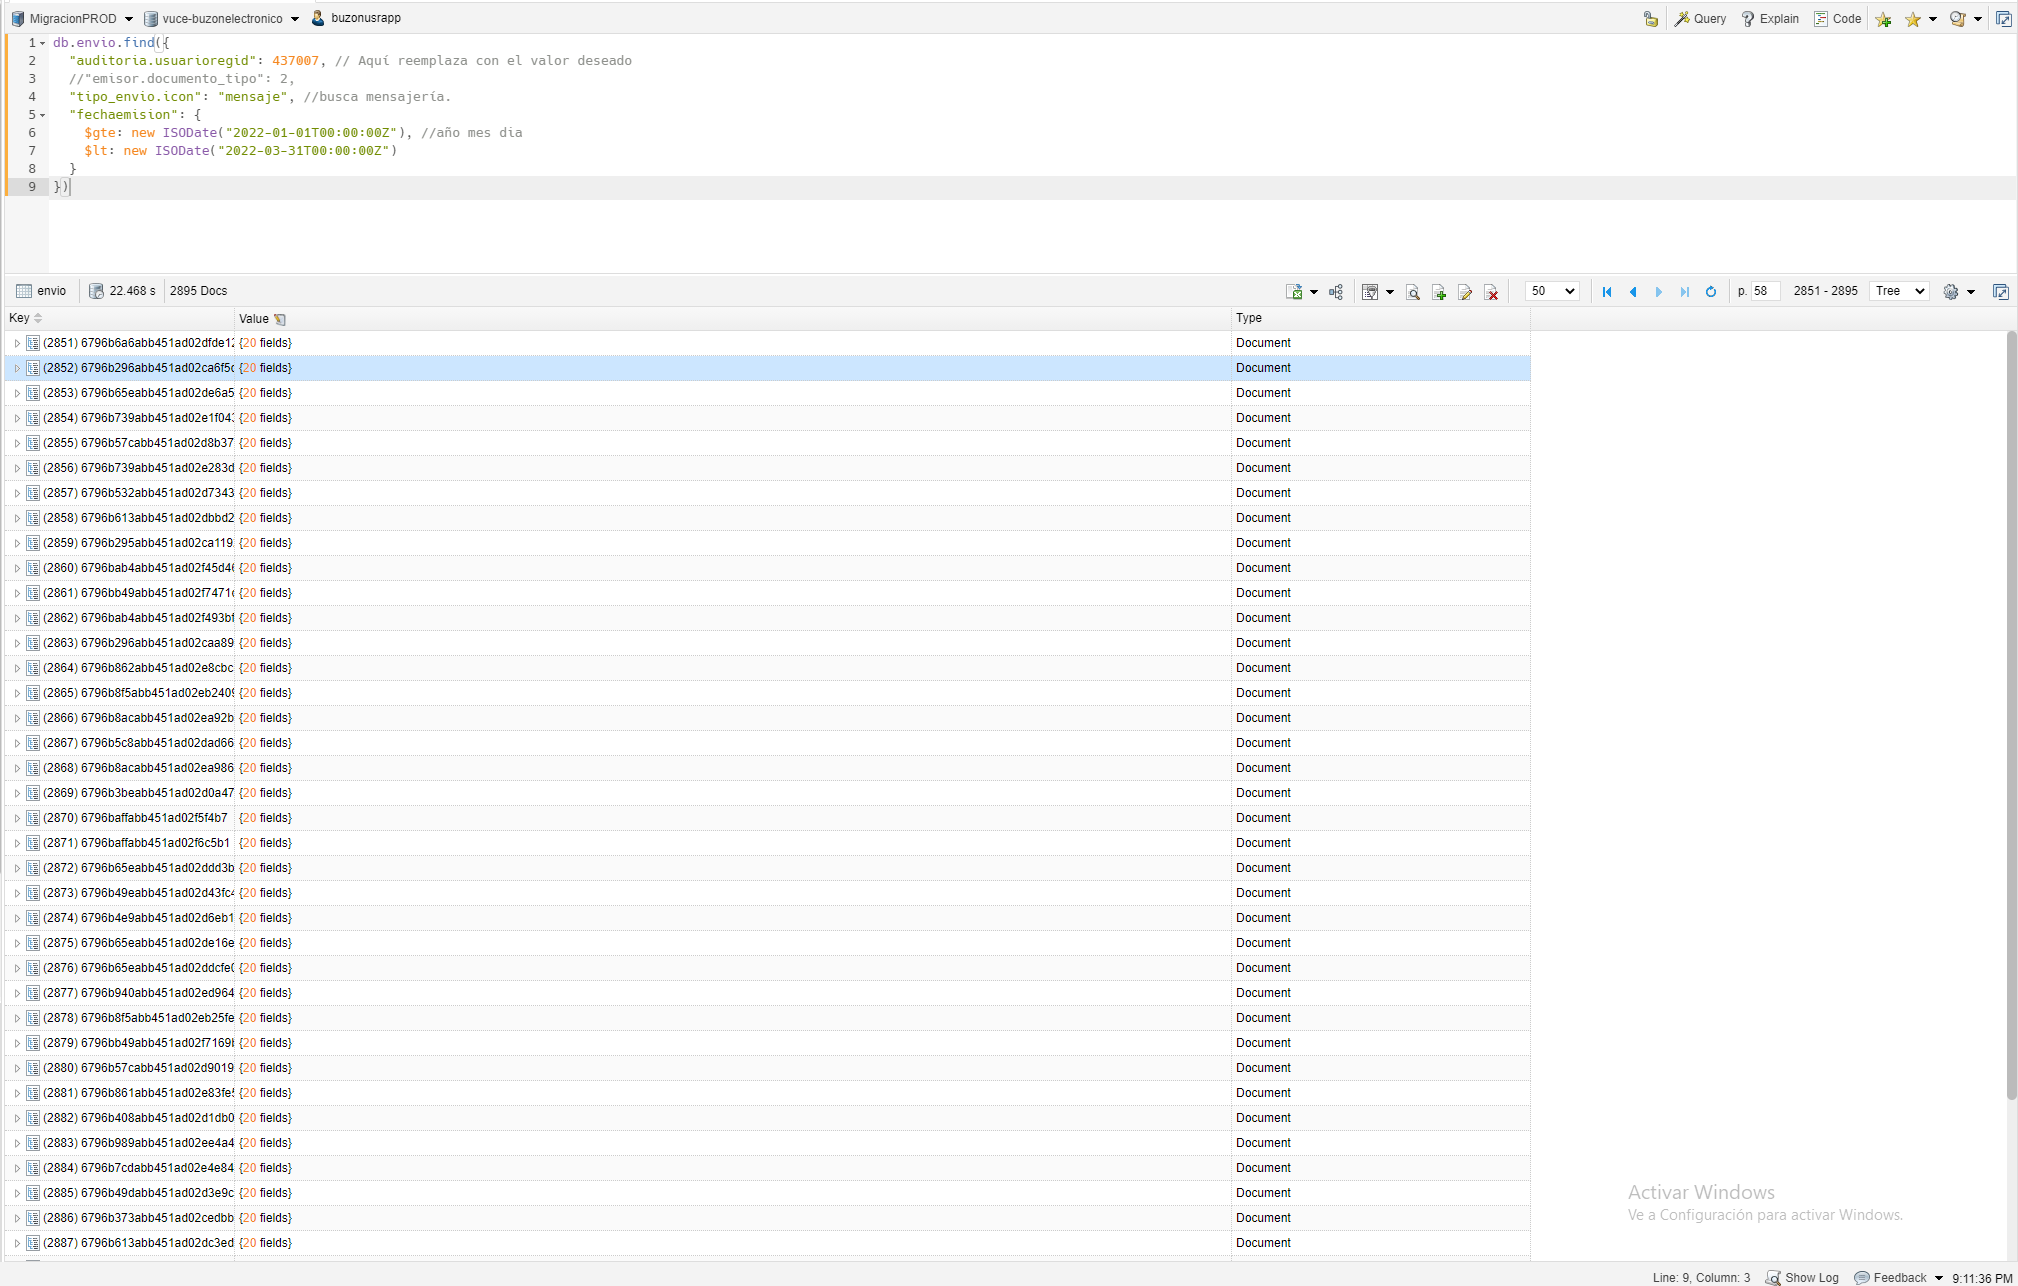 MigracionPROD vuce-buzonelectronico buzonusrapp Query Explain Code
1 db.envio.find({
2 "auditoria.usuarioregid": 437007, // Aquí reemplaza con el valor deseado
3 //"emisor.documento_tipo": 2,
4 "tipo_envio.icon": "mensaje", //busca mensajería.
5 "fechaemision": {
6 $gte: new ISODate("2022-01-01T00:00:00Z"), //año mes dia
7 $lt: new ISODate("2022-03-31T00:00:00Z")
8 }
9 })
envio 22.468 s 2895 Docs 50 p. 58 2851 - 2895 Tree
Key Value Type
(2851) 6796b6a6abb451ad02dfde12 {20 fields} Document
(2852) 6796b296abb451ad02ca6f5c {20 fields} Document
(2853) 6796b65eabb451ad02de6a5 {20 fields} Document
(2854) 6796b739abb451ad02e1f043 {20 fields} Document
(2855) 6796b57cabb451ad02d8b37 {20 fields} Document
(2856) 6796b739abb451ad02e283d {20 fields} Document
(2857) 6796b532abb451ad02d7343 {20 fields} Document
(2858) 6796b613abb451ad02dbbd2 {20 fields} Document
(2859) 6796b295abb451ad02ca119 {20 fields} Document
(2860) 6796bab4abb451ad02f45d4 {20 fields} Document
(2861) 6796bb49abb451ad02f7471 {20 fields} Document
(2862) 6796bab4abb451ad02f493b {20 fields} Document
(2863) 6796b296abb451ad02caa89 {20 fields} Document
(2864) 6796b862abb451ad02e8cbc {20 fields} Document
(2865) 6796b8f5abb451ad02eb2409 {20 fields} Document
(2866) 6796b8acabb451ad02ea92b {20 fields} Document
(2867) 6796b5c8abb451ad02dad66 {20 fields} Document
(2868) 6796b8acabb451ad02ea986 {20 fields} Document
(2869) 6796b3beabb451ad02d0a47 {20 fields} Document
(2870) 6796baffabb451ad02f5f4b7 {20 fields} Document
(2871) 6796baffabb451ad02f6c5b1 {20 fields} Document
(2872) 6796b65eabb451ad02ddd3b {20 fields} Document
(2873) 6796b49eabb451ad02d43fc {20 fields} Document
(2874) 6796b4e9abb451ad02d6eb1 {20 fields} Document
(2875) 6796b65eabb451ad02de16e {20 fields} Document
(2876) 6796b65eabb451ad02ddcfe {20 fields} Document
(2877) 6796b940abb451ad02ed964 {20 fields} Document
(2878) 6796b8f5abb451ad02eb25fe {20 fields} Document
(2879) 6796bb49abb451ad02f7169 {20 fields} Document
(2880) 6796b57cabb451ad02d9019 {20 fields} Document
(2881) 6796b861abb451ad02e83fe {20 fields} Document
(2882) 6796b408abb451ad02d1db0 {20 fields} Document
(2883) 6796b989abb451ad02ee4a4 {20 fields} Document
(2884) 6796b7cdabb451ad02e4e84 {20 fields} Document
(2885) 6796b49dabb451ad02d3e9c {20 fields} Document
(2886) 6796b373abb451ad02cedbb {20 fields} Document
(2887) 6796b613abb451ad02dc3ed {20 fields} Document
Activar Windows
Ve a Configuración para activar Windows.
Line: 9, Column: 3 Show Log Feedback 9:11:36 PM